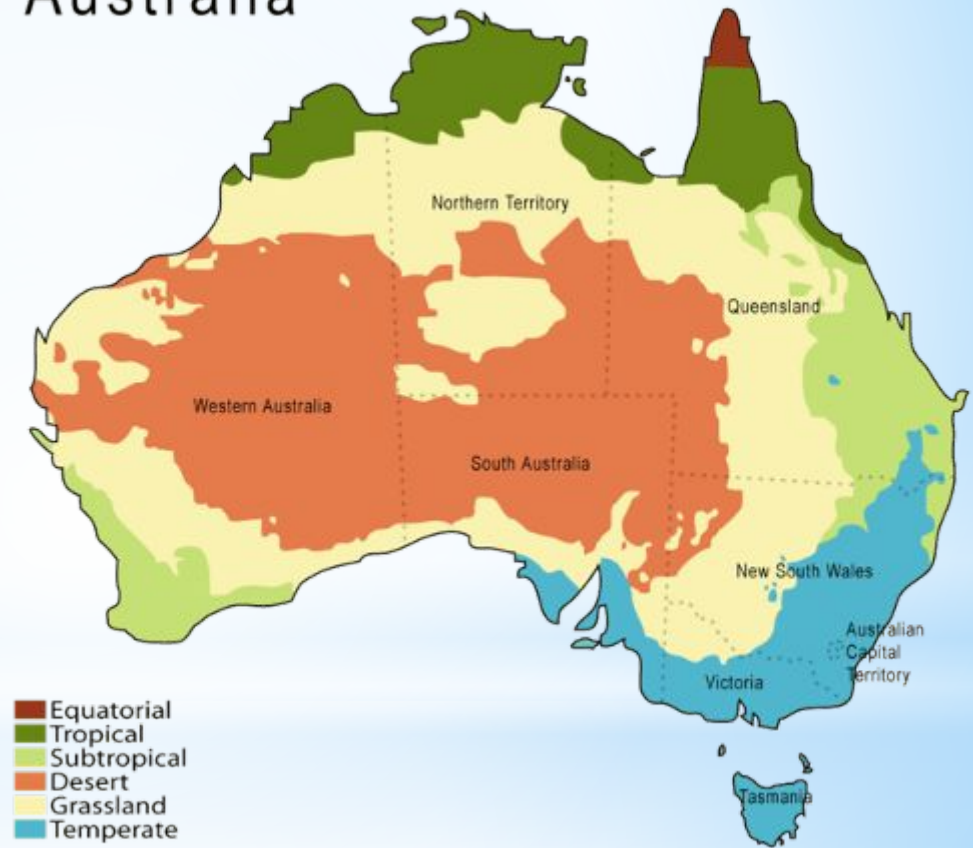 Australia
Northern Territory
Queensland
Western Australia
South Australia
New South Wales
Australian
Capital
Territory
Victoria
Tasmania
Equatorial
Tropical
Subtropical
Desert
Grassland
Temperate